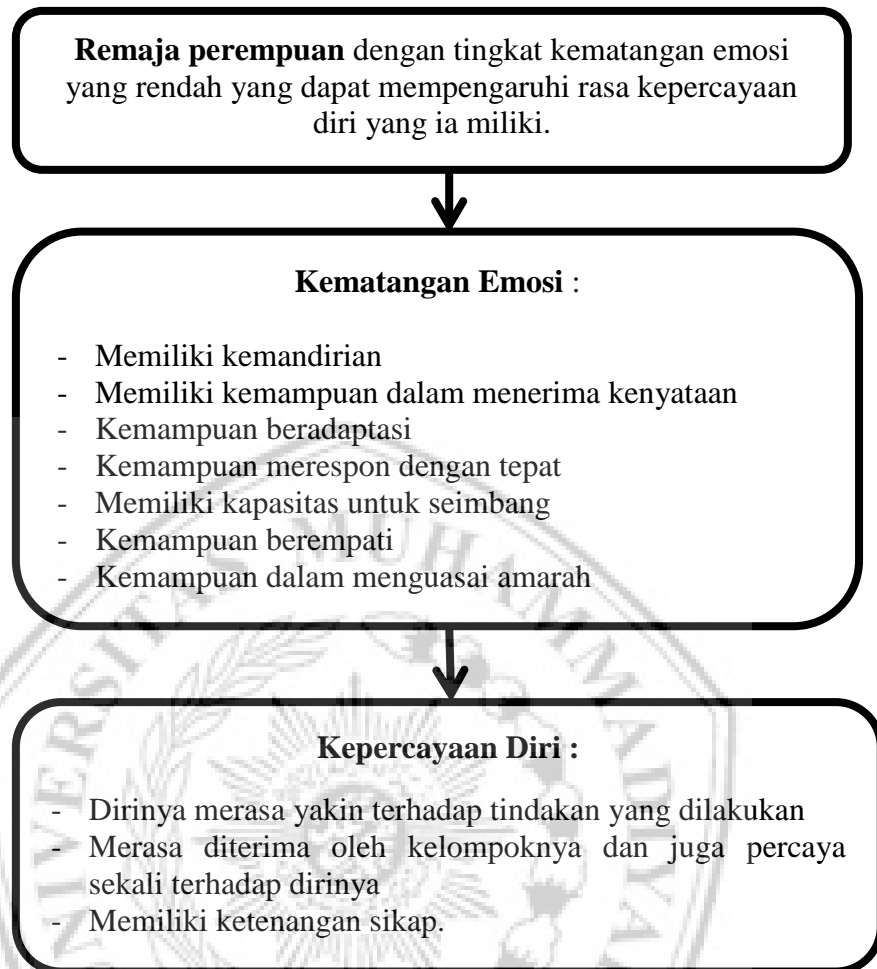 Remaja perempuan dengan tingkat kematangan emosi
yang rendah yang dapat mempengaruhi rasa kepercayaan
diri yang ia miliki.
Kematangan Emosi :
- Memiliki kemandirian
- Memiliki kemampuan dalam menerima kenyataan
- Kemampuan beradaptasi
- Kemampuan merespon dengan tepat
- Memiliki kapasitas untuk seimbang
- Kemampuan berempati
- Kemampuan dalam menguasai amarah
Kepercayaan Diri :
- Dirinya merasa yakin terhadap tindakan yang dilakukan
- Merasa diterima oleh kelompoknya dan juga percaya
sekali terhadap dirinya
- Memiliki ketenangan sikap.
UNIVERSITAS MUHAMMADIYA